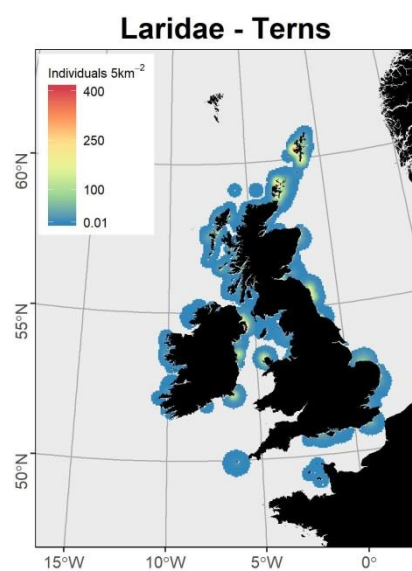 Laridae - Terns
Individuals 5km⁻²
400
250
100
0.01
60°N
55°N
50°N
15°W
10°W
5°W
0°